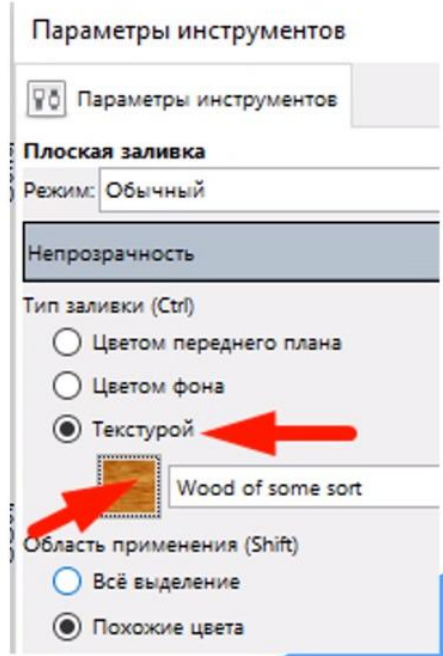 Параметры инструментов
Параметры инструментов
Плоская заливка
Режим: Обычный
Непрозрачность
Тип заливки (Ctrl)
Цветом переднего плана
Цветом фона
Текстурой
Wood of some sort
Область применения (Shift)
Всё выделение
Похожие цвета